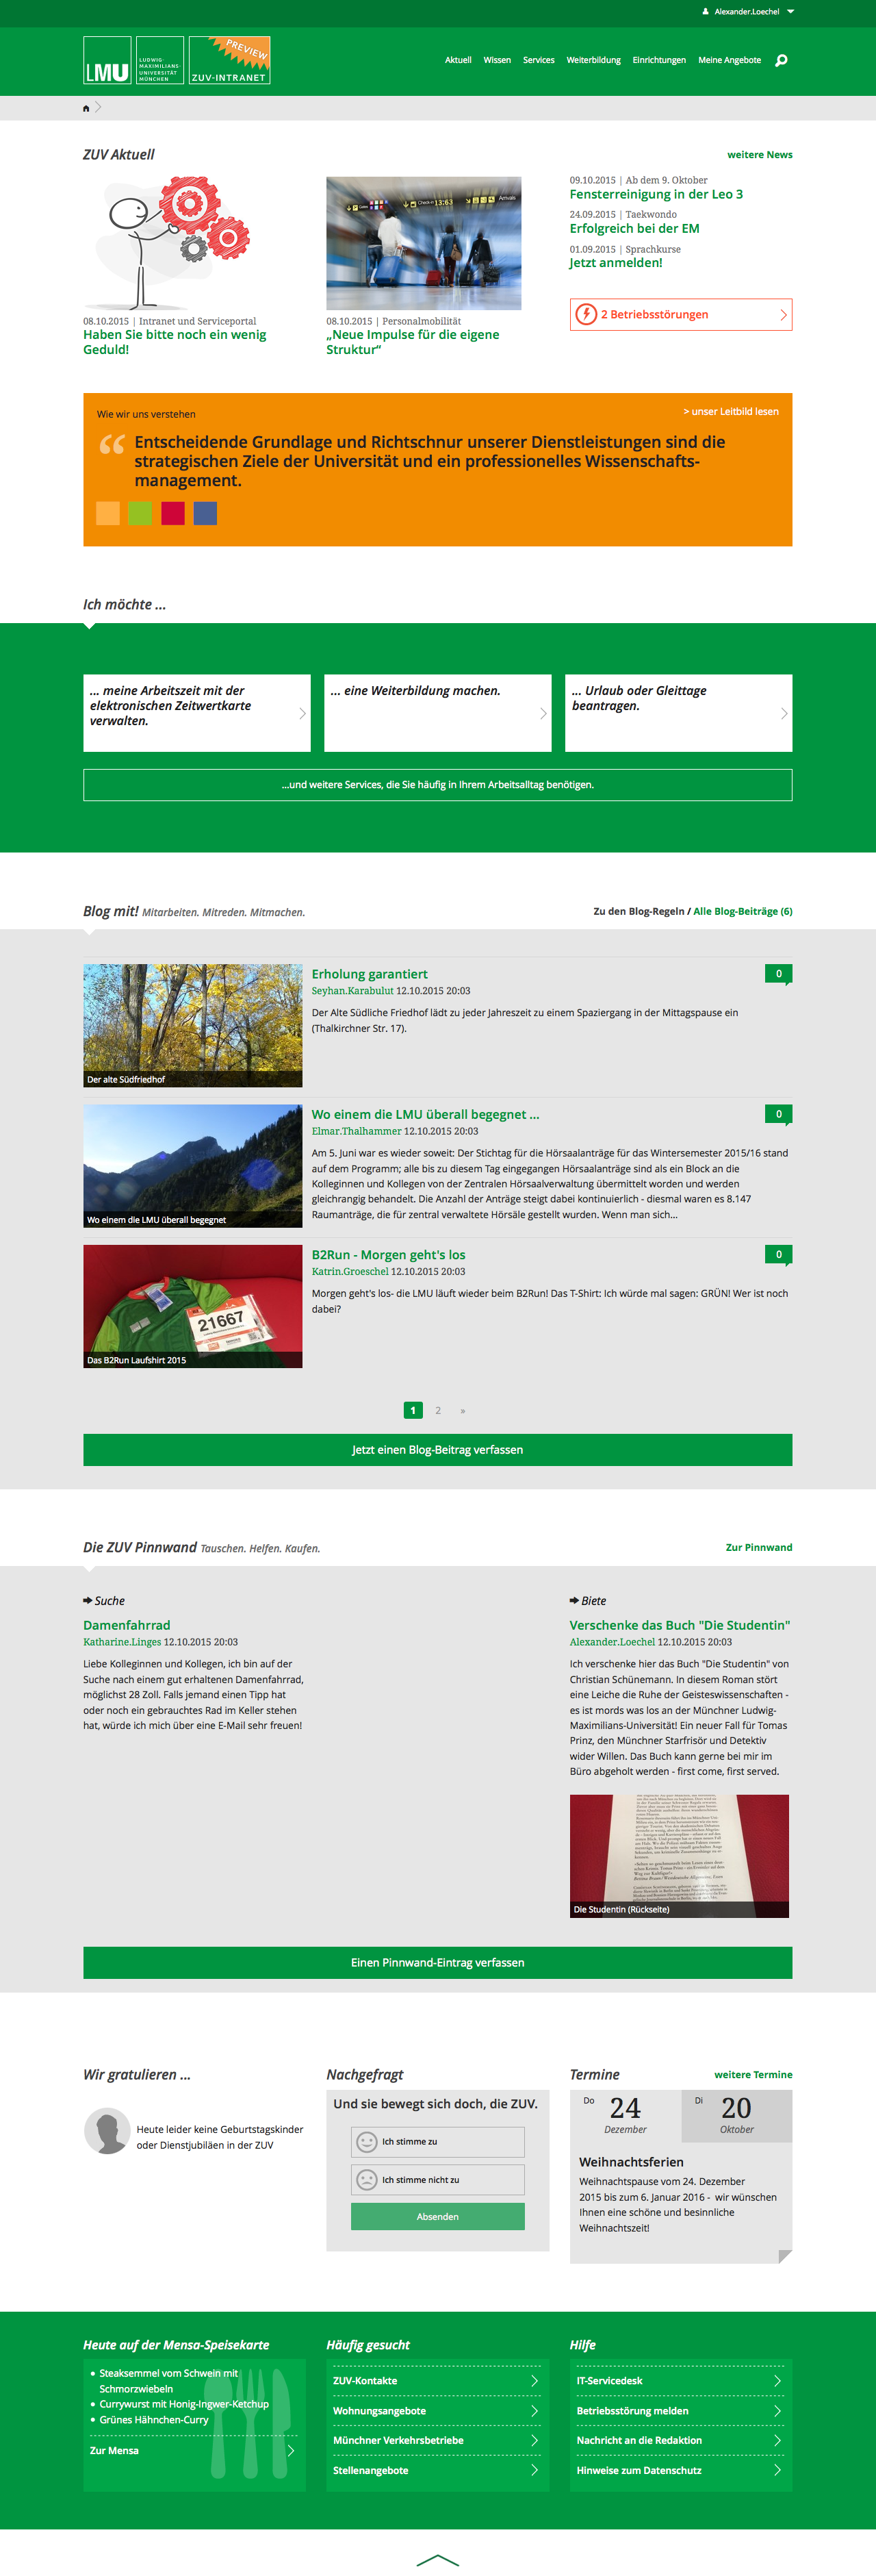 Alexander.Loechel
LMU
LUDWIG-
MAXIMILIANS-
UNIVERSITÄT
MÜNCHEN
PREVIEW
ZUV-INTRANET
Aktuell Wissen Services Weiterbildung Einrichtungen Meine Angebote
ZUV Aktuell
weitere News
08.10.2015 | Intranet und Serviceportal
Haben Sie bitte noch ein wenig
Geduld!
Check-in 13:63
Arrivals
08.10.2015 | Personalmobilität
„Neue Impulse für die eigene
Struktur“
09.10.2015 | Ab dem 9. Oktober
Fensterreinigung in der Leo 3
24.09.2015 | Taekwondo
Erfolgreich bei der EM
01.09.2015 | Sprachkurse
Jetzt anmelden!
2 Betriebsstörungen
Wie wir uns verstehen
> unser Leitbild lesen
“ Entscheidende Grundlage und Richtschnur unserer Dienstleistungen sind die
strategischen Ziele der Universität und ein professionelles Wissenschafts-
management.
Ich möchte ...
... meine Arbeitszeit mit der
elektronischen Zeitwertkarte
verwalten.
... eine Weiterbildung machen.
... Urlaub oder Gleittage
beantragen.
...und weitere Services, die Sie häufig in Ihrem Arbeitsalltag benötigen.
Blog mit! Mitarbeiten. Mitreden. Mitmachen.
Zu den Blog-Regeln / Alle Blog-Beiträge (6)
Der alte Südfriedhof
Erholung garantiert
0
Seyhan.Karabulut 12.10.2015 20:03
Der Alte Südliche Friedhof lädt zu jeder Jahreszeit zu einem Spaziergang in der Mittagspause ein
(Thalkirchner Str. 17).
Wo einem die LMU überall begegnet
Wo einem die LMU überall begegnet ...
0
Elmar.Thalhammer 12.10.2015 20:03
Am 5. Juni war es wieder soweit: Der Stichtag für die Hörsaalanträge für das Wintersemester 2015/16 stand
auf dem Programm; alle bis zu diesem Tag eingegangen Hörsaalanträge sind als ein Block an die
Kolleginnen und Kollegen von der Zentralen Hörsaalverwaltung übermittelt worden und werden
gleichrangig behandelt. Die Anzahl der Anträge steigt dabei kontinuierlich - diesmal waren es 8.147
Raumanträge, die für zentral verwaltete Hörsäle gestellt wurden. Wenn man sich...
21667
Das B2Run Laufshirt 2015
B2Run - Morgen geht's los
0
Katrin.Groeschel 12.10.2015 20:03
Morgen geht's los- die LMU läuft wieder beim B2Run! Das T-Shirt: Ich würde mal sagen: GRÜN! Wer ist noch
dabei?
1 2 »
Jetzt einen Blog-Beitrag verfassen
Die ZUV Pinnwand Tauschen. Helfen. Kaufen.
Zur Pinnwand
Suche
Damenfahrrad
Katharine.Linges 12.10.2015 20:03
Liebe Kolleginnen und Kollegen, ich bin auf der
Suche nach einem gut erhaltenen Damenfahrrad,
möglichst 28 Zoll. Falls jemand einen Tipp hat
oder noch ein gebrauchtes Rad im Keller stehen
hat, würde ich mich über eine E-Mail sehr freuen!
Biete
Verschenke das Buch "Die Studentin"
Alexander.Loechel 12.10.2015 20:03
Ich verschenke hier das Buch "Die Studentin" von
Christian Schünemann. In diesem Roman stört
eine Leiche die Ruhe der Geisteswissenschaften -
es ist mords was los an der Münchner Ludwig-
Maximilians-Universität! Ein neuer Fall für Tomas
Prinz, den Münchner Starfrisör und Detektiv
wider Willen. Das Buch kann gerne bei mir im
Büro abgeholt werden - first come, first served.
Die Studentin (Rückseite)
Einen Pinnwand-Eintrag verfassen
Wir gratulieren ...
Heute leider keine Geburtstagskinder
oder Dienstjubiläen in der ZUV
Nachgefragt
Und sie bewegt sich doch, die ZUV.
Ich stimme zu
Ich stimme nicht zu
Absenden
Termine
weitere Termine
Do 24 Dezember
Di 20 Oktober
Weihnachtsferien
Weihnachtspause vom 24. Dezember
2015 bis zum 6. Januar 2016 - wir wünschen
Ihnen eine schöne und besinnliche
Weihnachtszeit!
Heute auf der Mensa-Speisekarte
Steaksemmel vom Schwein mit
Schmorzwiebeln
Currywurst mit Honig-Ingwer-Ketchup
Grünes Hähnchen-Curry
Zur Mensa
Häufig gesucht
ZUV-Kontakte
Wohnungsangebote
Münchner Verkehrsbetriebe
Stellenangebote
Hilfe
IT-Servicedesk
Betriebsstörung melden
Nachricht an die Redaktion
Hinweise zum Datenschutz